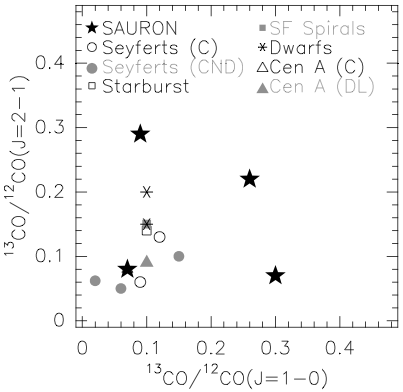 SAURON
SF Spirals
Seyferts (C)
Dwarfs
Seyferts (CND)
Cen A (C)
Starburst
Cen A (DL)
0.4
0.3
0.2
0.1
0
¹³CO/¹²CO(J=2−1)
0 0.1 0.2 0.3 0.4
¹³CO/¹²CO(J=1−0)